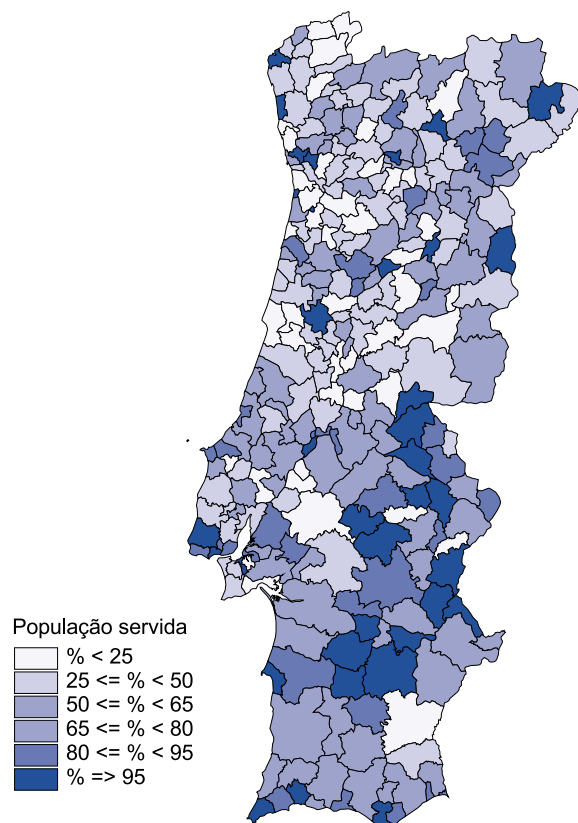 População servida
% < 25
25 <= % < 50
50 <= % < 65
65 <= % < 80
80 <= % < 95
% => 95